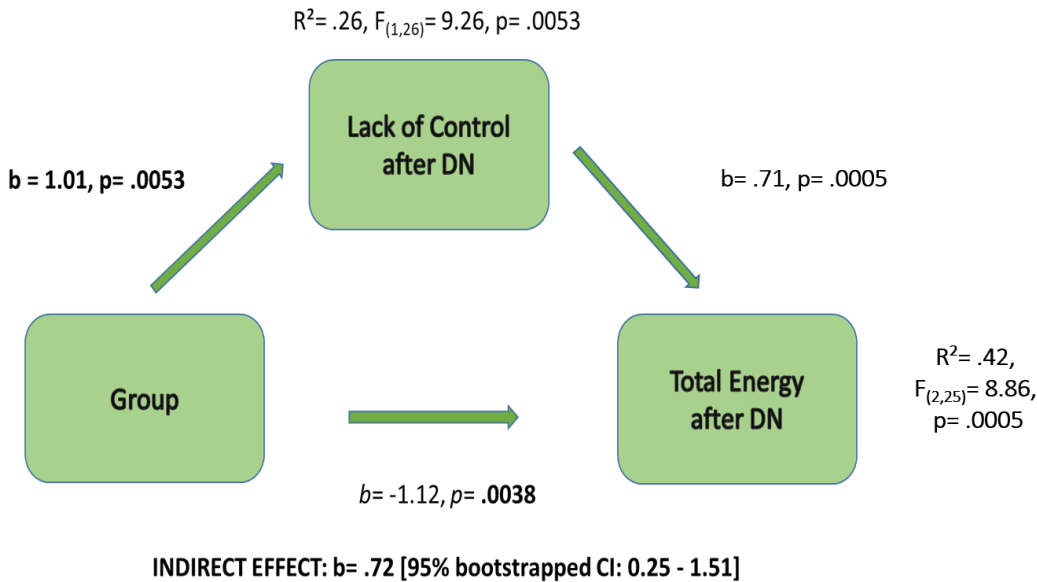 R²= .26, F(1,26)= 9.26, p= .0053
Lack of Control
after DN
b = 1.01, p= .0053
b= .71, p= .0005
Group
Total Energy
after DN
R²= .42,
F(2,25)= 8.86,
p= .0005
b= -1.12, p= .0038
INDIRECT EFFECT: b= .72 [95% bootstrapped CI: 0.25 - 1.51]